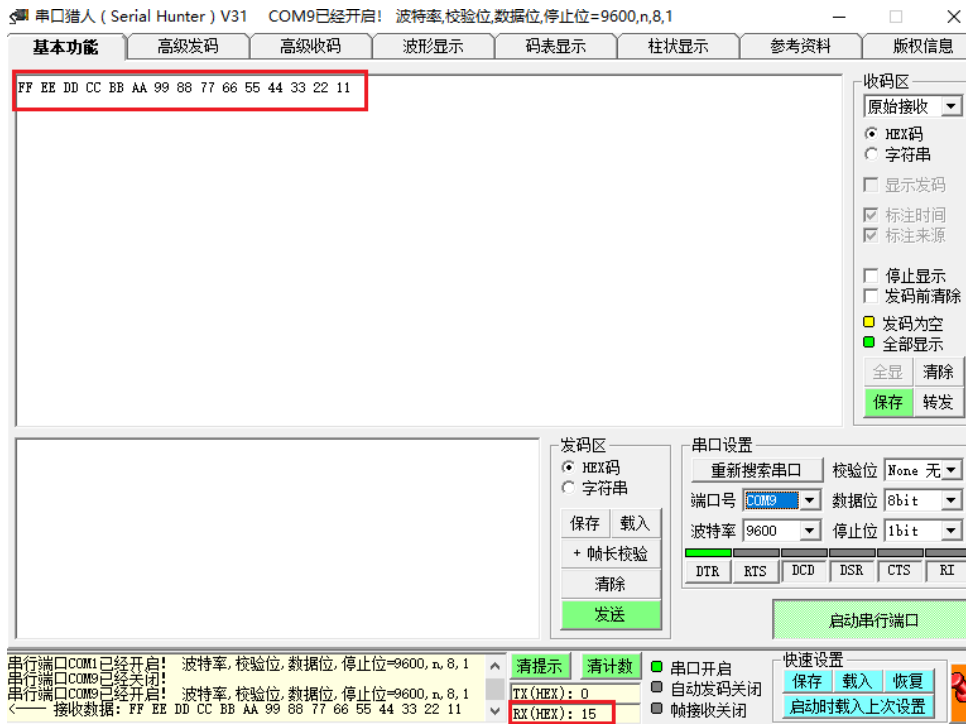 串口猎人 ( Serial Hunter ) V31 COM9已经开启! 波特率,校验位,数据位,停止位=9600,n,8,1
基本功能 高级发码 高级收码 波形显示 码表显示 柱状显示 参考资料 版权信息
FF EE DD CC BB AA 99 88 77 66 55 44 33 22 11
收码区
原始接收
HEX码
字符串
显示发码
标注时间
标注来源
停止显示
发码前清除
发码为空
全部显示
全显 清除
保存 转发
发码区
HEX码
字符串
保存 载入
+ 帧长校验
清除
发送
串口设置
重新搜索串口 校验位 None 无
端口号 COM9 数据位 8bit
波特率 9600 停止位 1bit
DTR RTS DCD DSR CTS RI
启动串行端口
串行端口COM1已经开启! 波特率,校验位,数据位,停止位=9600,n,8,1
串行端口COM9已经关闭!
串行端口COM9已经开启! 波特率,校验位,数据位,停止位=9600,n,8,1
<—— 接收数据: FF EE DD CC BB AA 99 88 77 66 55 44 33 22 11
清提示 清计数
TX(HEX): 0
RX(HEX): 15
串口开启
自动发码关闭
帧接收关闭
快速设置
保存 载入 恢复
启动时载入上次设置